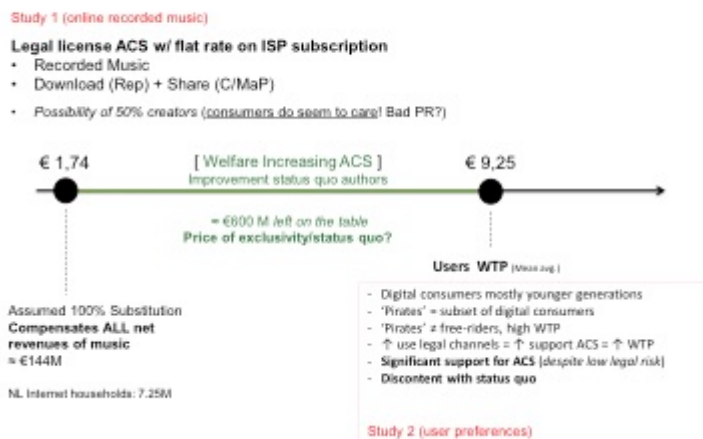 Study 1 (online recorded music)
Legal license ACS w/ flat rate on ISP subscription
• Recorded Music
• Download (Rep) + Share (C/MaP)
• Possibility of 50% creators (consumers do seem to care! Bad PR?)
€ 1,74
[ Welfare Increasing ACS ]
€ 9,25
Improvement status quo authors
= €600 M left on the table
Price of exclusivity/status quo?
Users WTP (Mean avg.)
Assumed 100% Substitution
Compensates ALL net
revenues of music
≈ €144M
NL Internet households: 7.25M
- Digital consumers mostly younger generations
- 'Pirates' = subset of digital consumers
- 'Pirates' ≠ free-riders, high WTP
- ↑ use legal channels = ↑ support ACS = ↑ WTP
- Significant support for ACS (despite low legal risk)
- Discontent with status quo
Study 2 (user preferences)